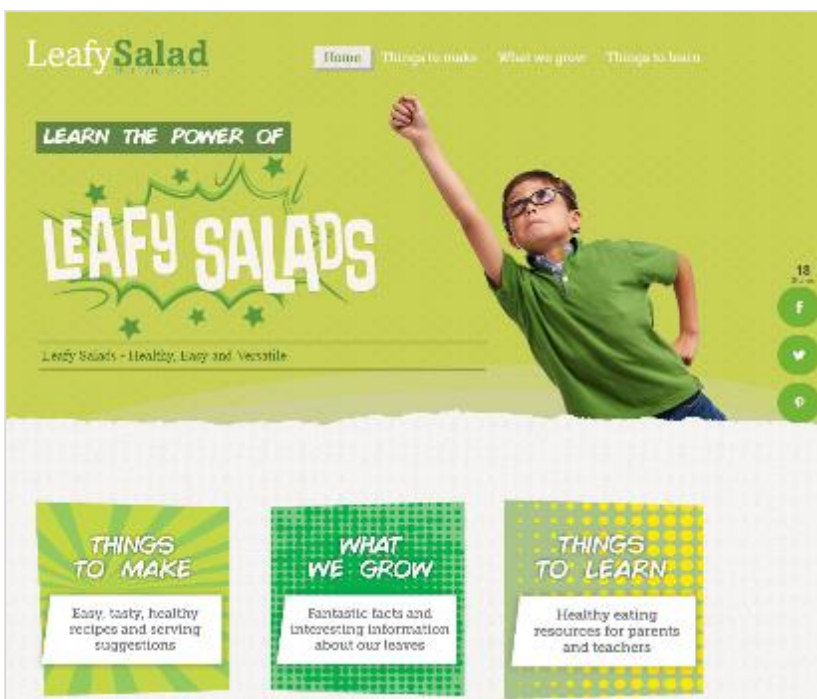 LeafySalad
Home Things to make What we grow Things to learn
LEARN THE POWER OF
LEAFY SALADS
18
Leafy Salads - Healthy, Easy and Versatile
THINGS
TO MAKE
Easy, tasty, healthy
recipes and serving
suggestions
WHAT
WE GROW
Fantastic facts and
interesting information
about our leaves
THINGS
TO LEARN
Healthy eating
resources for parents
and teachers